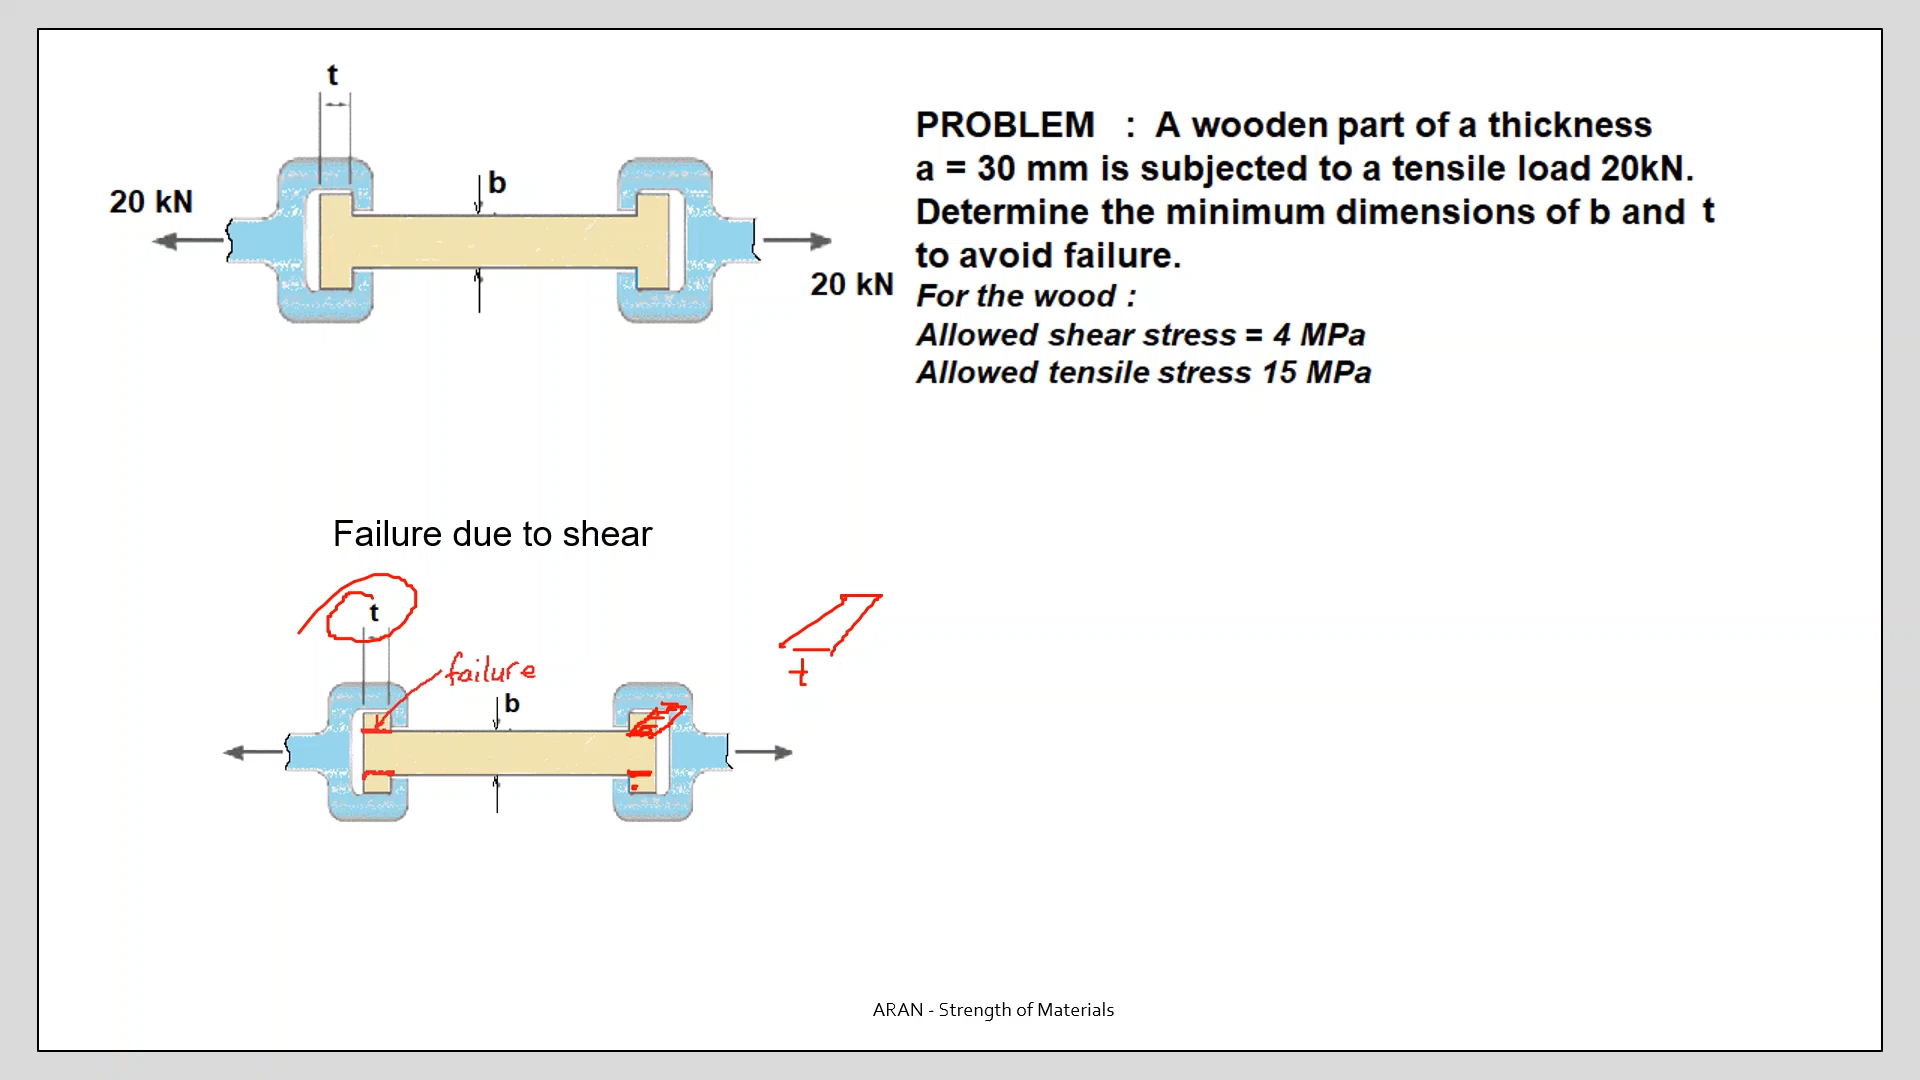 t
b
20 kN
20 kN
PROBLEM : A wooden part of a thickness
a = 30 mm is subjected to a tensile load 20kN.
Determine the minimum dimensions of b and t
to avoid failure.
For the wood :
Allowed shear stress = 4 MPa
Allowed tensile stress 15 MPa
Failure due to shear
t
failure
b
t
ARAN - Strength of Materials